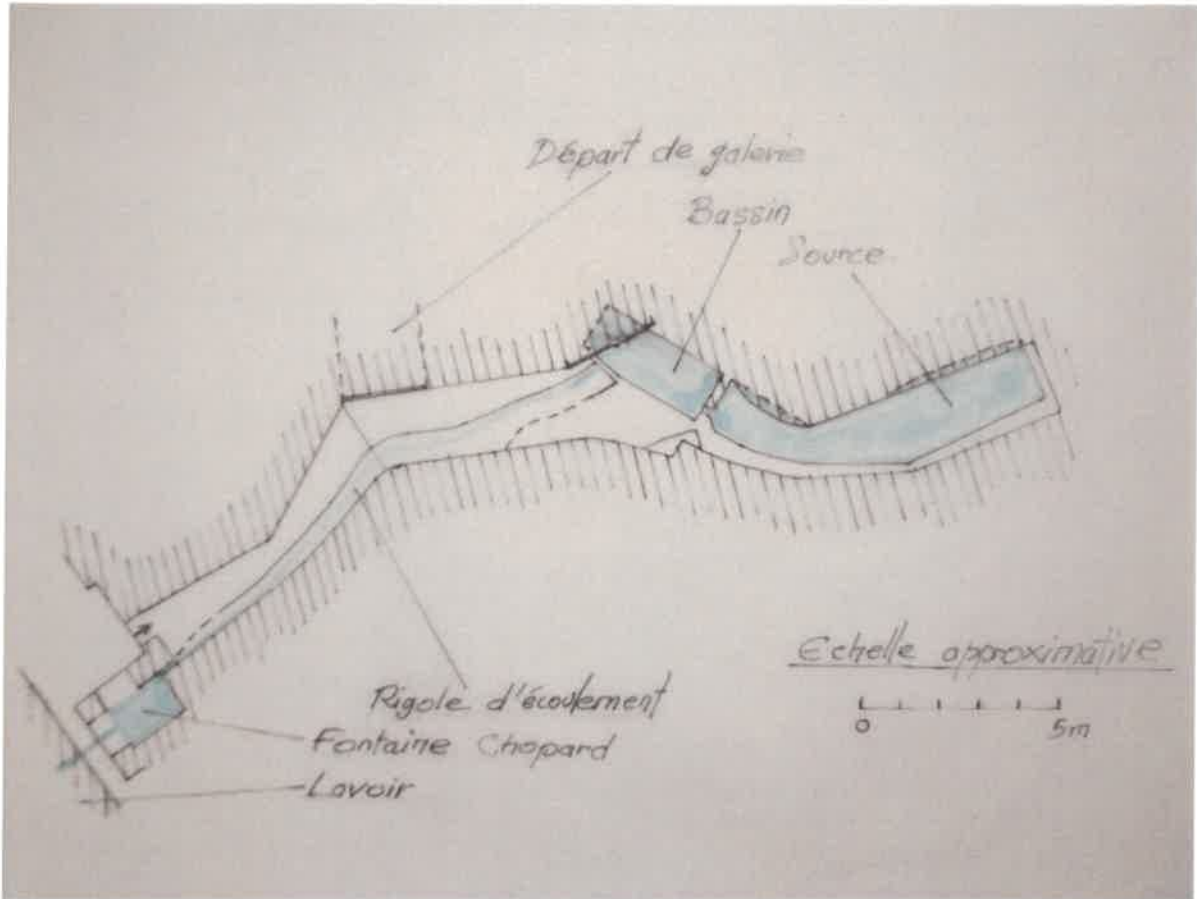 Départ de galerie
Bassin
Source
Echelle approximative
0 5m
Rigole d'écoulement
Fontaine Chopard
Lavoir